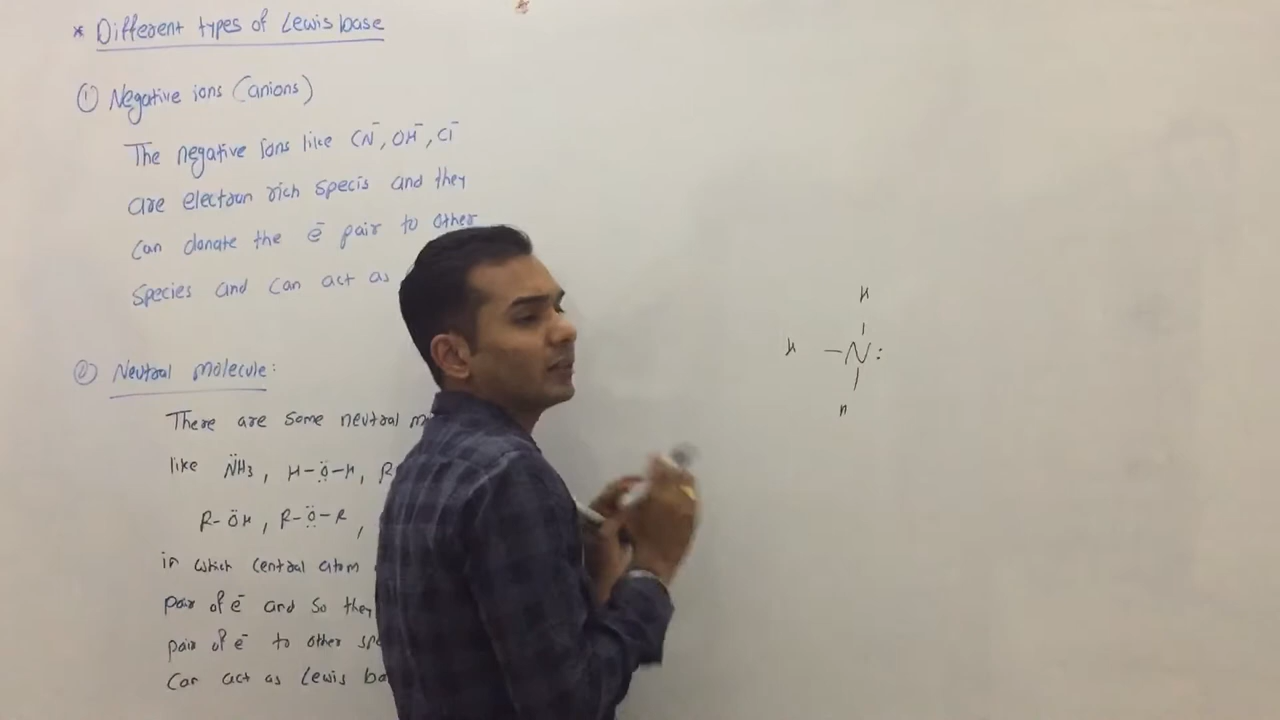 * Different types of Lewis base
① Negative ions (anions)
The negative ions like CN⁻, OH⁻, Cl⁻
are electron rich specis and they
can donate the e⁻ pair to other
species and can act as
② Neutral molecule:
There are some neutral m
like N̈H3, H-Ö-H, R
R-ÖH, R-Ö-R,
in which central atom
pair of e⁻ and so they
pair of e⁻ to other spe
can act as Lewis ba
H
H -N:
H